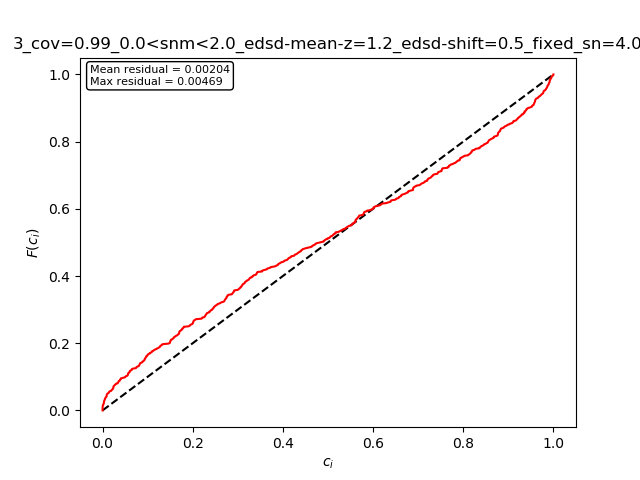 3_cov=0.99_0.0<snm<2.0_edsd-mean-z=1.2_edsd-shift=0.5_fixed_sn=4.0
Mean residual = 0.00204
Max residual = 0.00469
1.0
0.8
0.6
0.4
0.2
0.0
F(c_i)
0.0 0.2 0.4 0.6 0.8 1.0
c_i